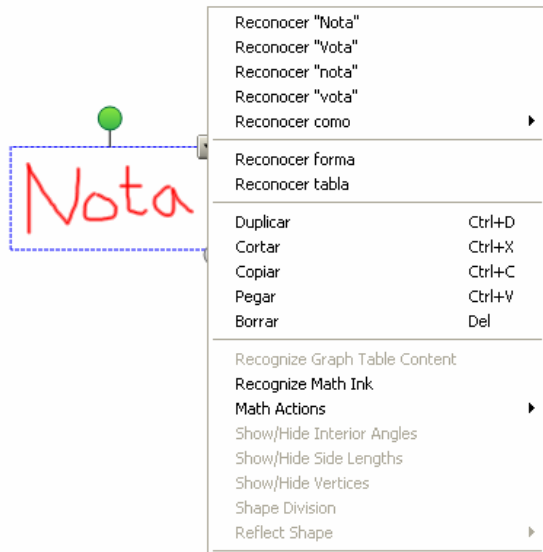 Nota
Reconocer "Nota"
Reconocer "Vota"
Reconocer "nota"
Reconocer "vota"
Reconocer como
Reconocer forma
Reconocer tabla
Duplicar Ctrl+D
Cortar Ctrl+X
Copiar Ctrl+C
Pegar Ctrl+V
Borrar Del
Recognize Graph Table Content
Recognize Math Ink
Math Actions
Show/Hide Interior Angles
Show/Hide Side Lengths
Show/Hide Vertices
Shape Division
Reflect Shape